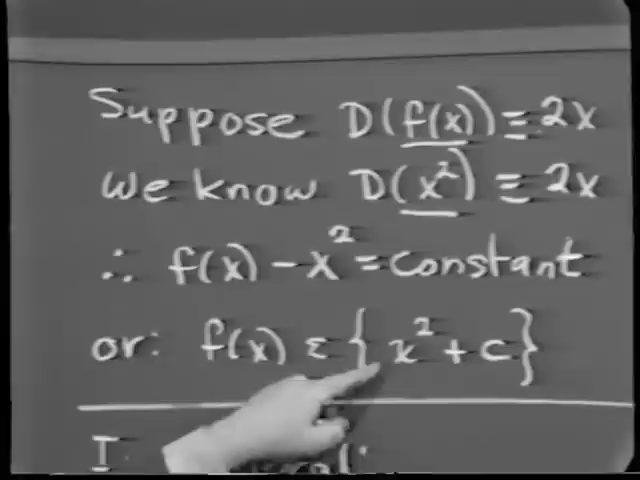 Suppose D(f(x)) ≡ 2x
We know D(x²) ≡ 2x
∴ f(x) - x² = constant
or: f(x) ε { x² + c }
I